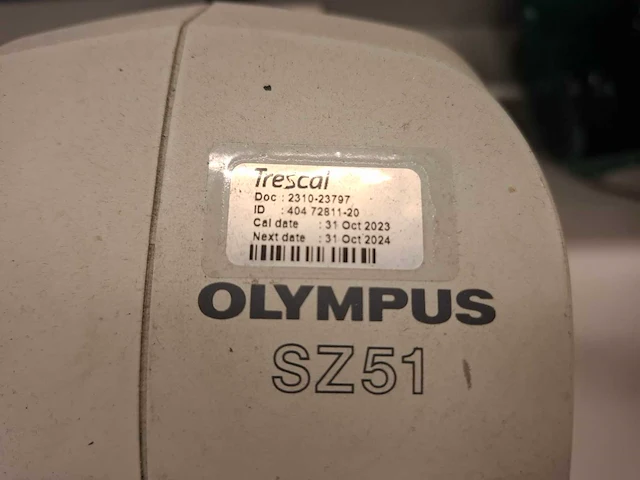 Trescal
Doc : 2310-23797
ID : 404 72811-20
Cal date : 31 Oct 2023
Next date : 31 Oct 2024
OLYMPUS
SZ51